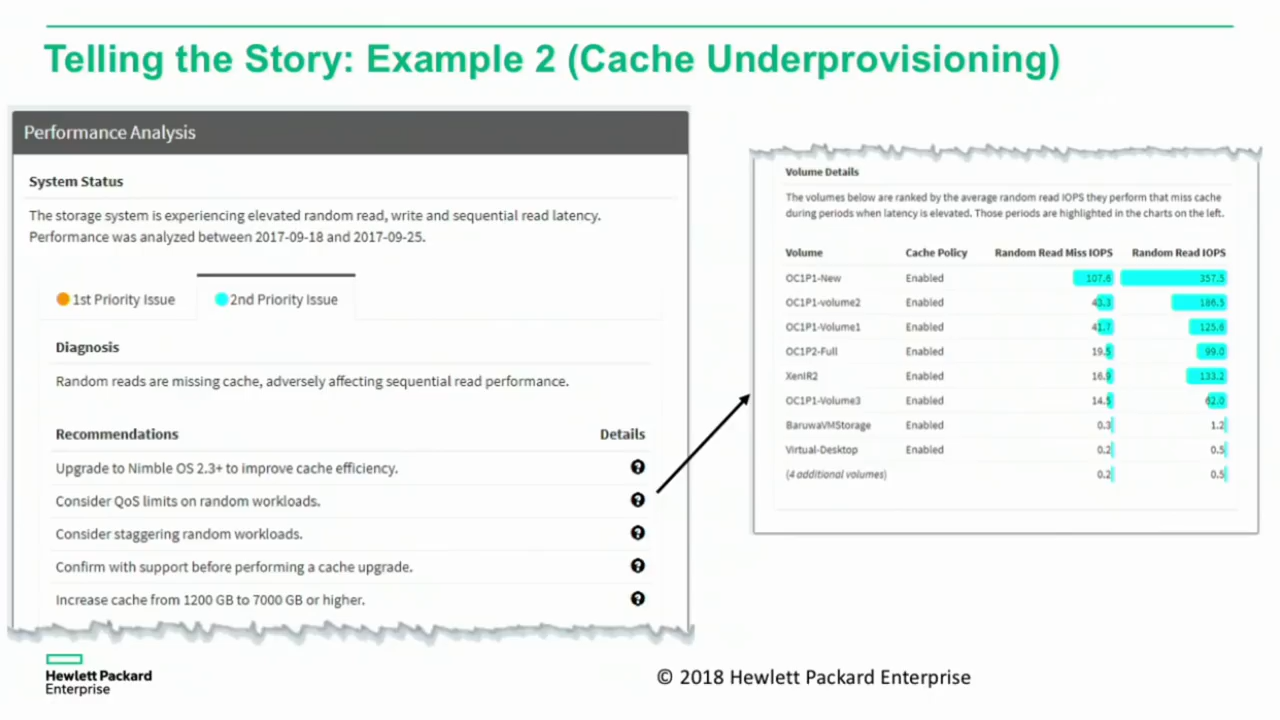 Telling the Story: Example 2 (Cache Underprovisioning)
Performance Analysis
System Status
The storage system is experiencing elevated random read, write and sequential read latency.
Performance was analyzed between 2017-09-18 and 2017-09-25.
1st Priority Issue
2nd Priority Issue
Diagnosis
Random reads are missing cache, adversely affecting sequential read performance.
Recommendations Details
Upgrade to Nimble OS 2.3+ to improve cache efficiency. ?
Consider QoS limits on random workloads. ?
Consider staggering random workloads. ?
Confirm with support before performing a cache upgrade. ?
Increase cache from 1200 GB to 7000 GB or higher. ?
Volume Details
The volumes below are ranked by the average random read IOPS they perform that miss cache
during periods when latency is elevated. Those periods are highlighted in the charts on the left.
Volume Cache Policy Random Read Miss IOPS Random Read IOPS
OC1P1-New Enabled 107.6 357.5
OC1P1-volume2 Enabled 43.3 186.5
OC1P1-Volume1 Enabled 41.7 125.6
OC1P2-Full Enabled 19.5 99.0
XenIR2 Enabled 16.9 133.2
OC1P1-Volume3 Enabled 14.5 62.0
BaruwaVMStorage Enabled 0.3 1.2
Virtual-Desktop Enabled 0.2 0.5
(4 additional volumes) 0.2 0.5
Hewlett Packard
Enterprise
© 2018 Hewlett Packard Enterprise